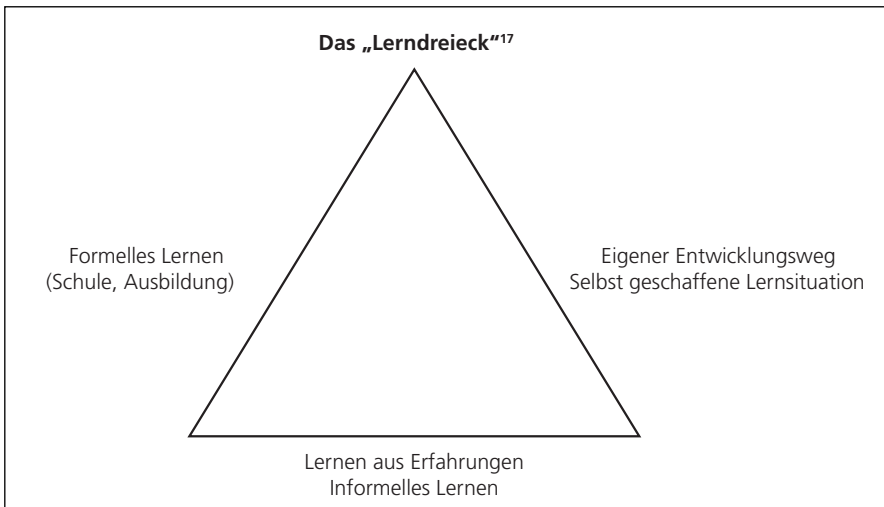 Das „Lerndreieck“¹⁷
Formelles Lernen
(Schule, Ausbildung)
Eigener Entwicklungsweg
Selbst geschaffene Lernsituation
Lernen aus Erfahrungen
Informelles Lernen